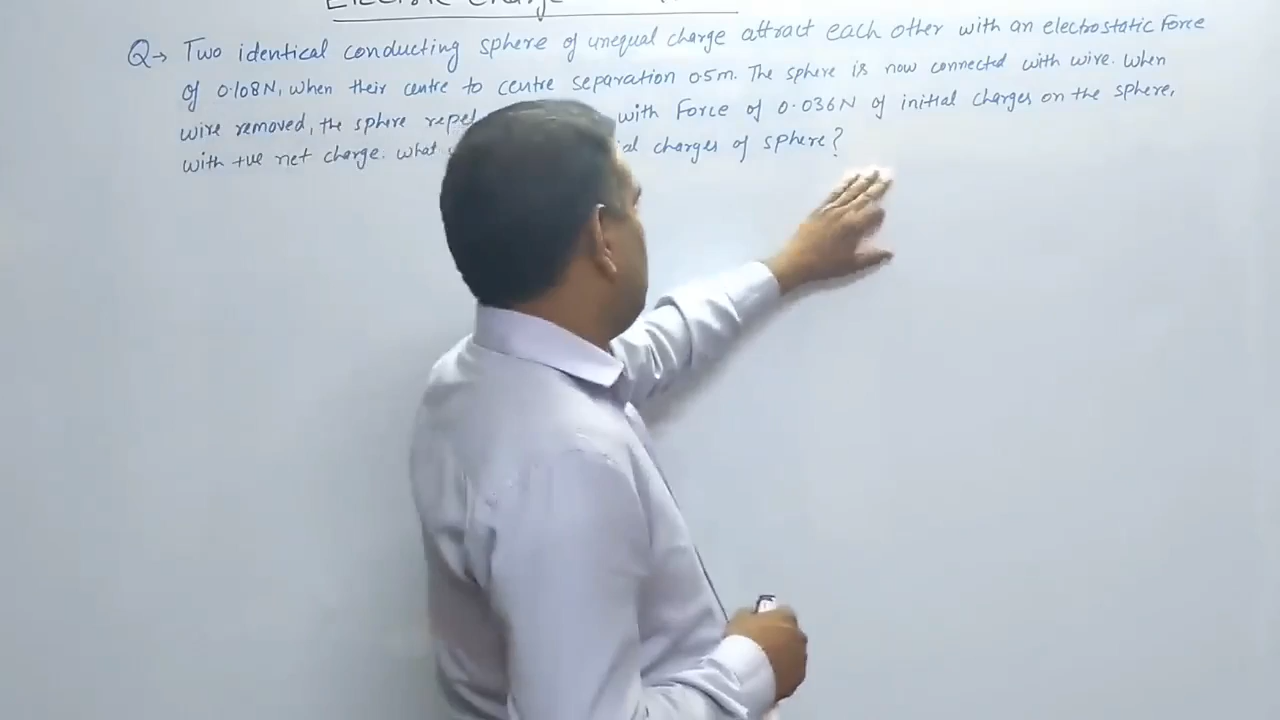 Electric Charge
Q→ Two identical conducting sphere of unequal charge attract each other with an electrostatic Force
of 0.108N, when their centre to centre separation 0.5m. The sphere is now connected with wire. When
wire removed, the sphere repel with Force of 0.036N of initial charges on the sphere,
with +ve net charge. what charges of sphere?